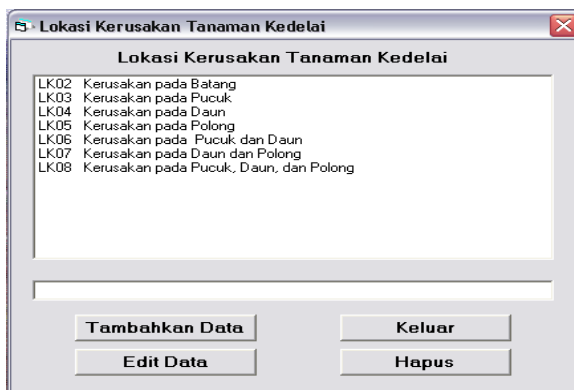 Lokasi Kerusakan Tanaman Kedelai
Lokasi Kerusakan Tanaman Kedelai
LK02 Kerusakan pada Batang
LK03 Kerusakan pada Pucuk
LK04 Kerusakan pada Daun
LK05 Kerusakan pada Polong
LK06 Kerusakan pada Pucuk dan Daun
LK07 Kerusakan pada Daun dan Polong
LK08 Kerusakan pada Pucuk, Daun, dan Polong
Tambahkan Data Keluar
Edit Data Hapus